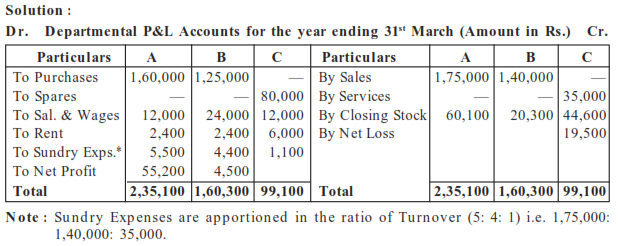 Solution :
Dr. Departmental P&L Accounts for the year ending 31st March (Amount in Rs.) Cr.
Particulars A B C Particulars A B C
To Purchases 1,60,000 1,25,000 — By Sales 1,75,000 1,40,000 —
To Spares — — 80,000 By Services — — 35,000
To Sal. & Wages 12,000 24,000 12,000 By Closing Stock 60,100 20,300 44,600
To Rent 2,400 2,400 6,000 By Net Loss 19,500
To Sundry Exps.* 5,500 4,400 1,100
To Net Profit 55,200 4,500
Total 2,35,100 1,60,300 99,100 Total 2,35,100 1,60,300 99,100
Note : Sundry Expenses are apportioned in the ratio of Turnover (5: 4: 1) i.e. 1,75,000:
1,40,000: 35,000.